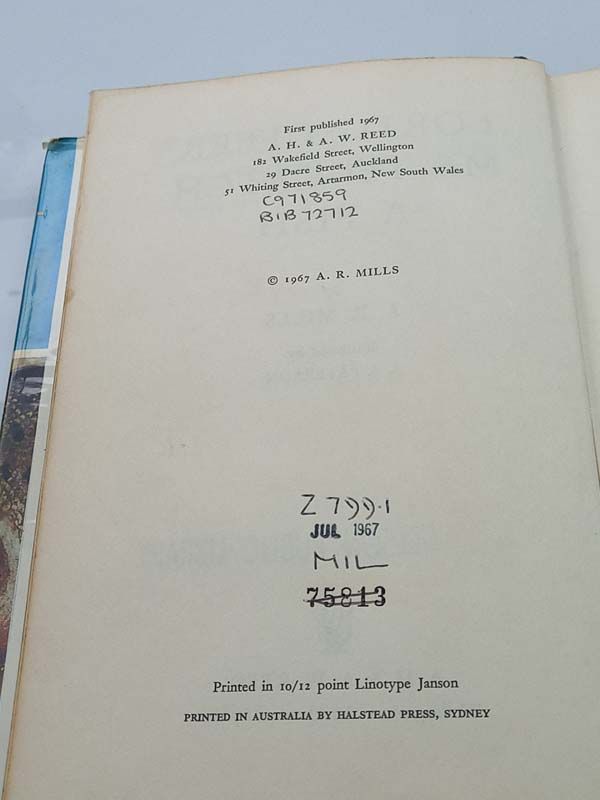 First published 1967
A. H. & A. W. REED
182 Wakefield Street, Wellington
29 Dacre Street, Auckland
51 Whiting Street, Artarmon, New South Wales
C971859
BIB72712
© 1967 A. R. MILLS
Z 799.1
JUL 1967
MIL
75813
Printed in 10/12 point Linotype Janson
PRINTED IN AUSTRALIA BY HALSTEAD PRESS, SYDNEY